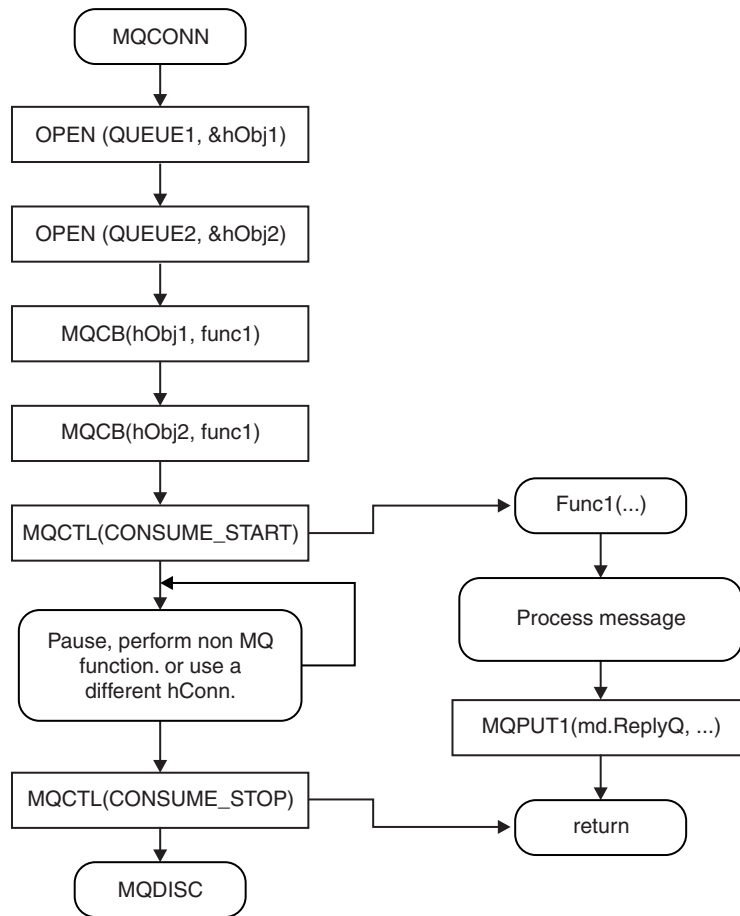 MQCONN
OPEN (QUEUE1, &hObj1)
OPEN (QUEUE2, &hObj2)
MQCB(hObj1, func1)
MQCB(hObj2, func1)
MQCTL(CONSUME_START)
Pause, perform non MQ
function. or use a
different hConn.
MQCTL(CONSUME_STOP)
MQDISC
Func1(...)
Process message
MQPUT1(md.ReplyQ, ...)
return